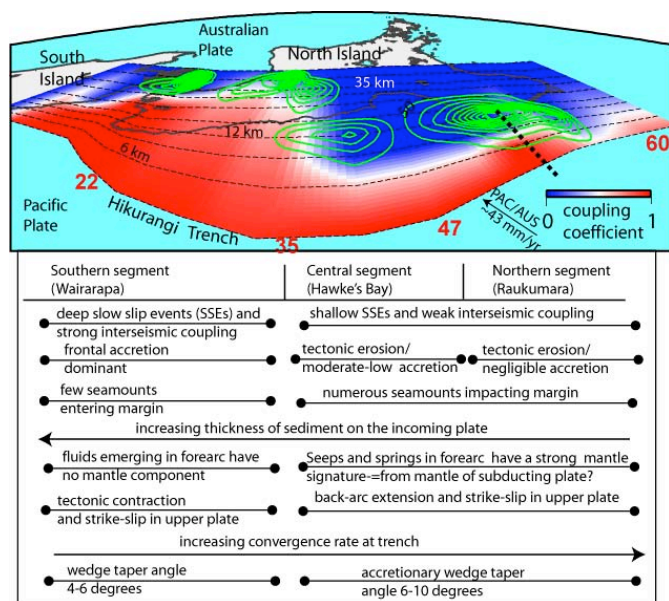 Australian
Plate
South
Island
North Island
35 km
12 km
6 km
60
22
Pacific
Plate
Hikurangi Trench
35
47
PAC/AUS
~43 mm/yr
0 coupling 1
coefficient
Southern segment
(Wairarapa)
Central segment
(Hawke's Bay)
Northern segment
(Raukumara)
deep slow slip events (SSEs) and
strong interseismic coupling
shallow SSEs and weak interseismic coupling
frontal accretion
dominant
tectonic erosion/
moderate-low accretion
tectonic erosion/
negligible accretion
few seamounts
entering margin
numerous seamounts impacting margin
increasing thickness of sediment on the incoming plate
fluids emerging in forearc have
no mantle component
Seeps and springs in forearc have a strong mantle
signature-=from mantle of subducting plate?
tectonic contraction
and strike-slip in upper plate
back-arc extension and strike-slip in upper plate
increasing convergence rate at trench
wedge taper angle
4-6 degrees
accretionary wedge taper
angle 6-10 degrees